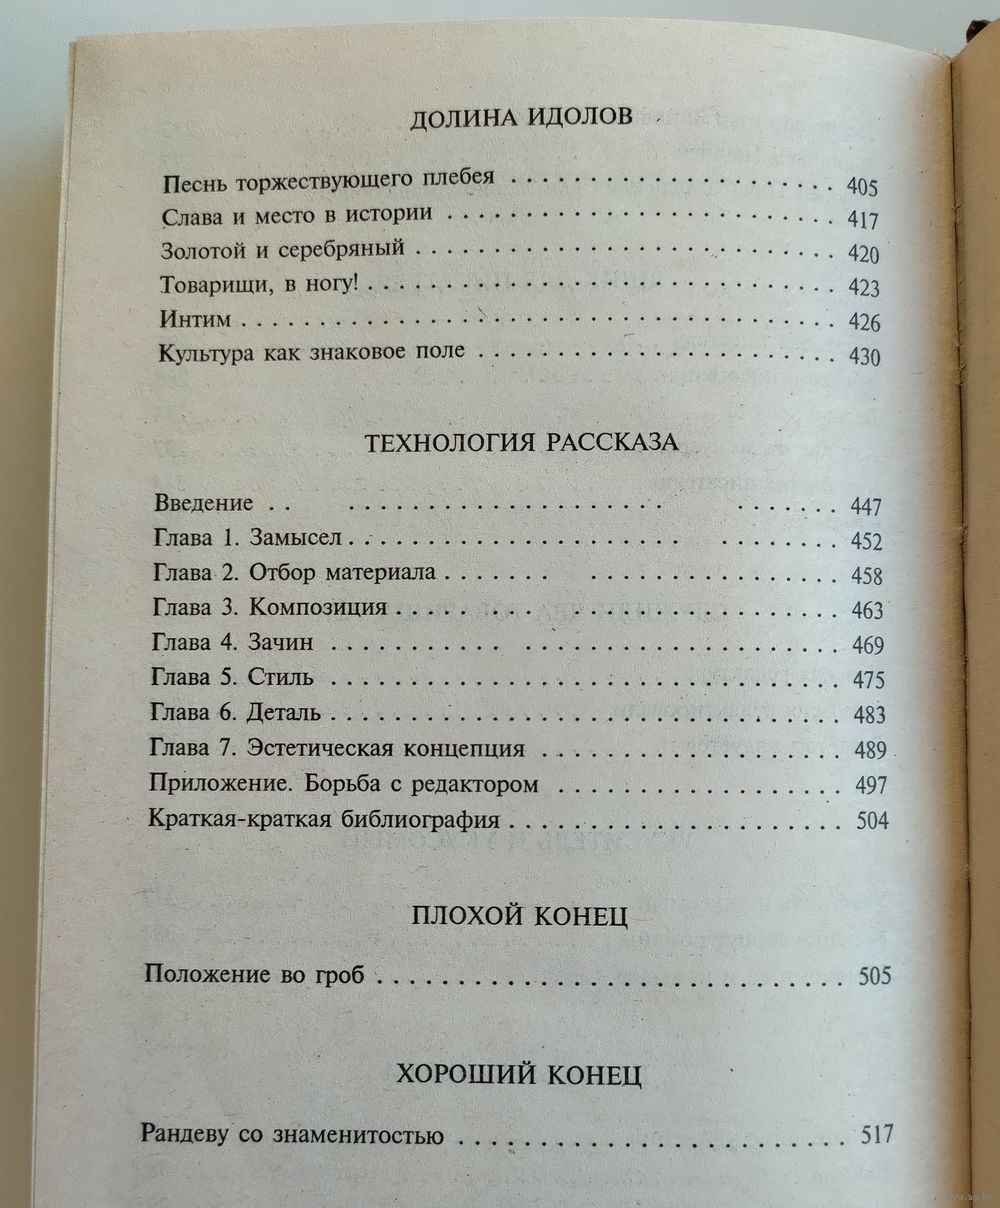 ДОЛИНА ИДОЛОВ
Песнь торжествующего плебея . . . . . . . . . . . . . . . . . . . . . 405
Слава и место в истории . . . . . . . . . . . . . . . . . . . . . . . . . 417
Золотой и серебряный . . . . . . . . . . . . . . . . . . . . . . . . . . . 420
Товарищи, в ногу! . . . . . . . . . . . . . . . . . . . . . . . . . . . . . . 423
Интим . . . . . . . . . . . . . . . . . . . . . . . . . . . . . . . . . . . . . . 426
Культура как знаковое поле . . . . . . . . . . . . . . . . . . . . . . . 430
ТЕХНОЛОГИЯ РАССКАЗА
Введение . . . . . . . . . . . . . . . . . . . . . . . . . . . . . 447
Глава 1. Замысел . . . . . . . . . . . . . . . . . . . . . . . . . . . . . 452
Глава 2. Отбор материала . . . . . . . . . . . . . . . . . . . . . . . 458
Глава 3. Композиция . . . . . . . . . . . . . . . . . . . . . . . . . . . . 463
Глава 4. Зачин . . . . . . . . . . . . . . . . . . . . . . . . . . . . . . . 469
Глава 5. Стиль . . . . . . . . . . . . . . . . . . . . . . . . . . . . . . . . 475
Глава 6. Деталь . . . . . . . . . . . . . . . . . . . . . . . . . . . . . . . . 483
Глава 7. Эстетическая концепция . . . . . . . . . . . . . . . . . . . 489
Приложение. Борьба с редактором . . . . . . . . . . . . . . . . . . 497
Краткая-краткая библиография . . . . . . . . . . . . . . . . . . . . . 504
ПЛОХОЙ КОНЕЦ
Положение во гроб . . . . . . . . . . . . . . . . . . . . . . . . . . . . . 505
ХОРОШИЙ КОНЕЦ
Рандеву со знаменитостью . . . . . . . . . . . . . . . . . . . . . . . . 517